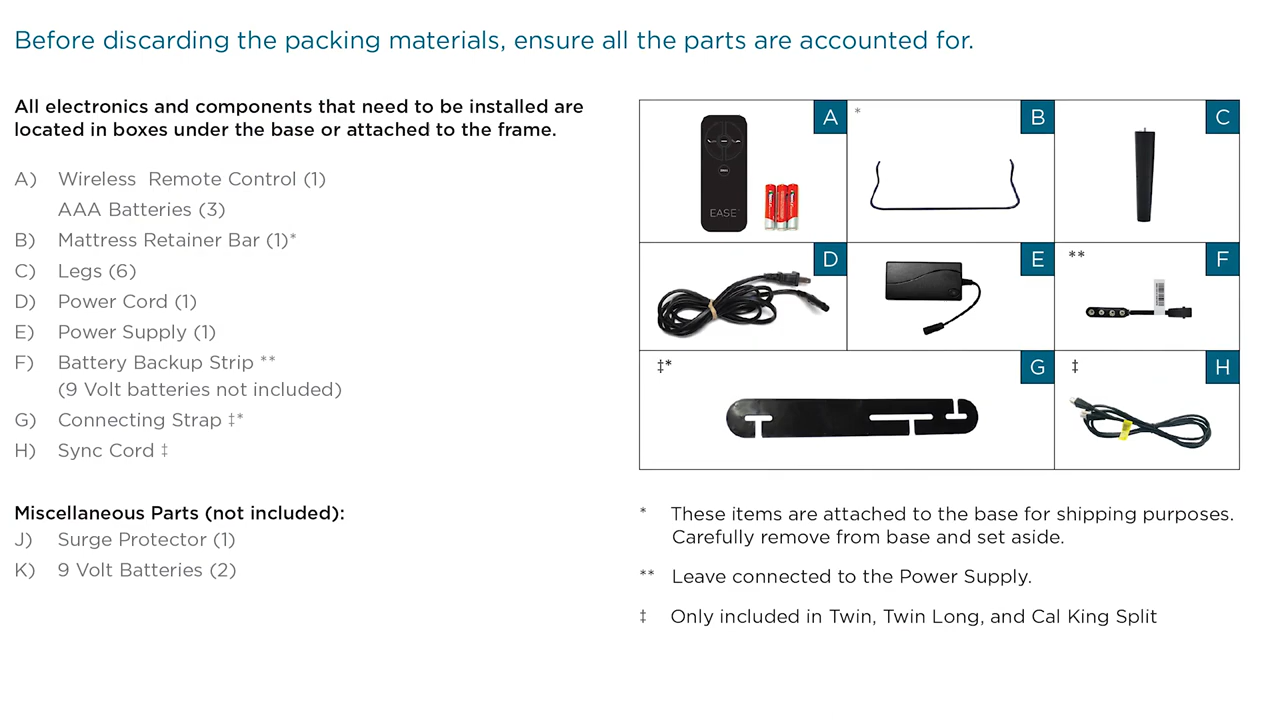 Before discarding the packing materials, ensure all the parts are accounted for.
All electronics and components that need to be installed are
located in boxes under the base or attached to the frame.
A) Wireless Remote Control (1)
AAA Batteries (3)
B) Mattress Retainer Bar (1)*
C) Legs (6)
D) Power Cord (1)
E) Power Supply (1)
F) Battery Backup Strip **
(9 Volt batteries not included)
G) Connecting Strap ‡*
H) Sync Cord ‡
Miscellaneous Parts (not included):
J) Surge Protector (1)
K) 9 Volt Batteries (2)
A
EASE
* B
C
D
E
** F
‡* G
‡ H
* These items are attached to the base for shipping purposes.
Carefully remove from base and set aside.
** Leave connected to the Power Supply.
‡ Only included in Twin, Twin Long, and Cal King Split